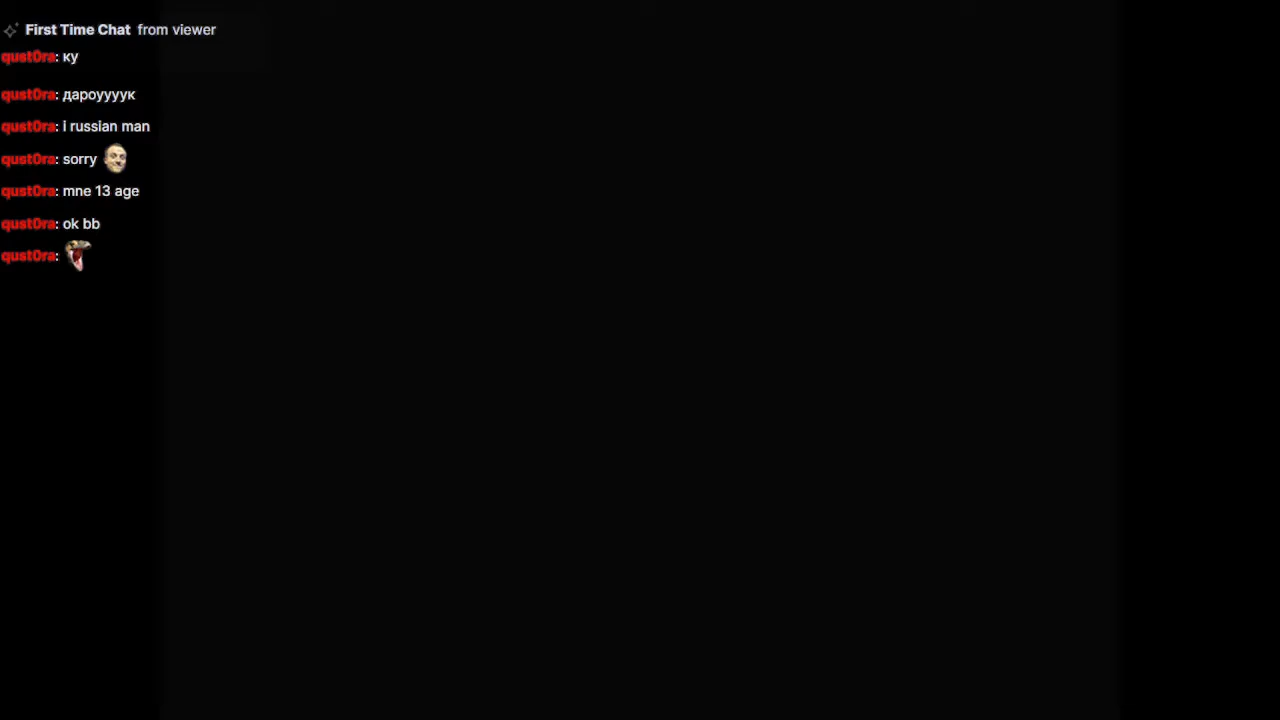 First Time Chat from viewer
qust0ra: ку
qust0ra: дароуууук
qust0ra: i russian man
qust0ra: sorry
qust0ra: mne 13 age
qust0ra: ok bb
qust0ra: